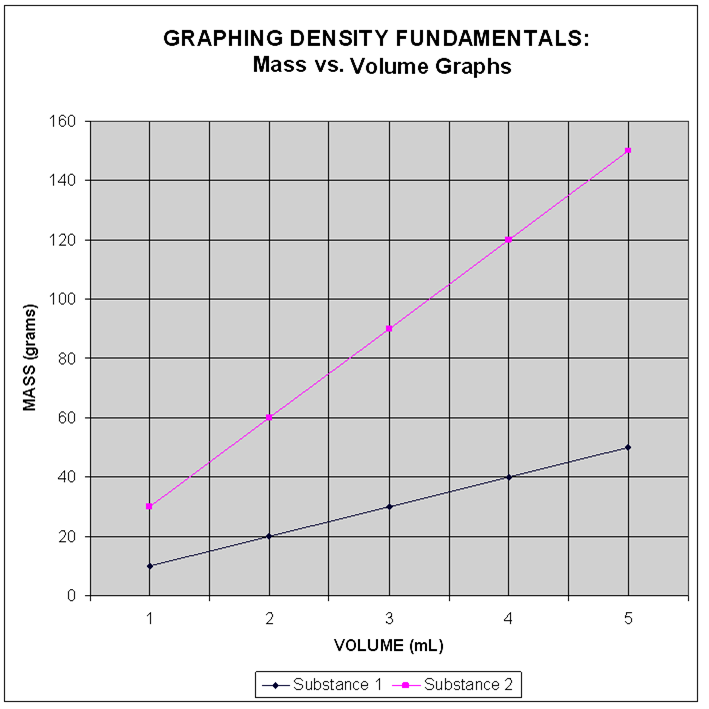 GRAPHING DENSITY FUNDAMENTALS:
Mass vs. Volume Graphs
160
140
120
100
80
60
40
20
0
MASS (grams)
1 2 3 4 5
VOLUME (mL)
Substance 1 Substance 2